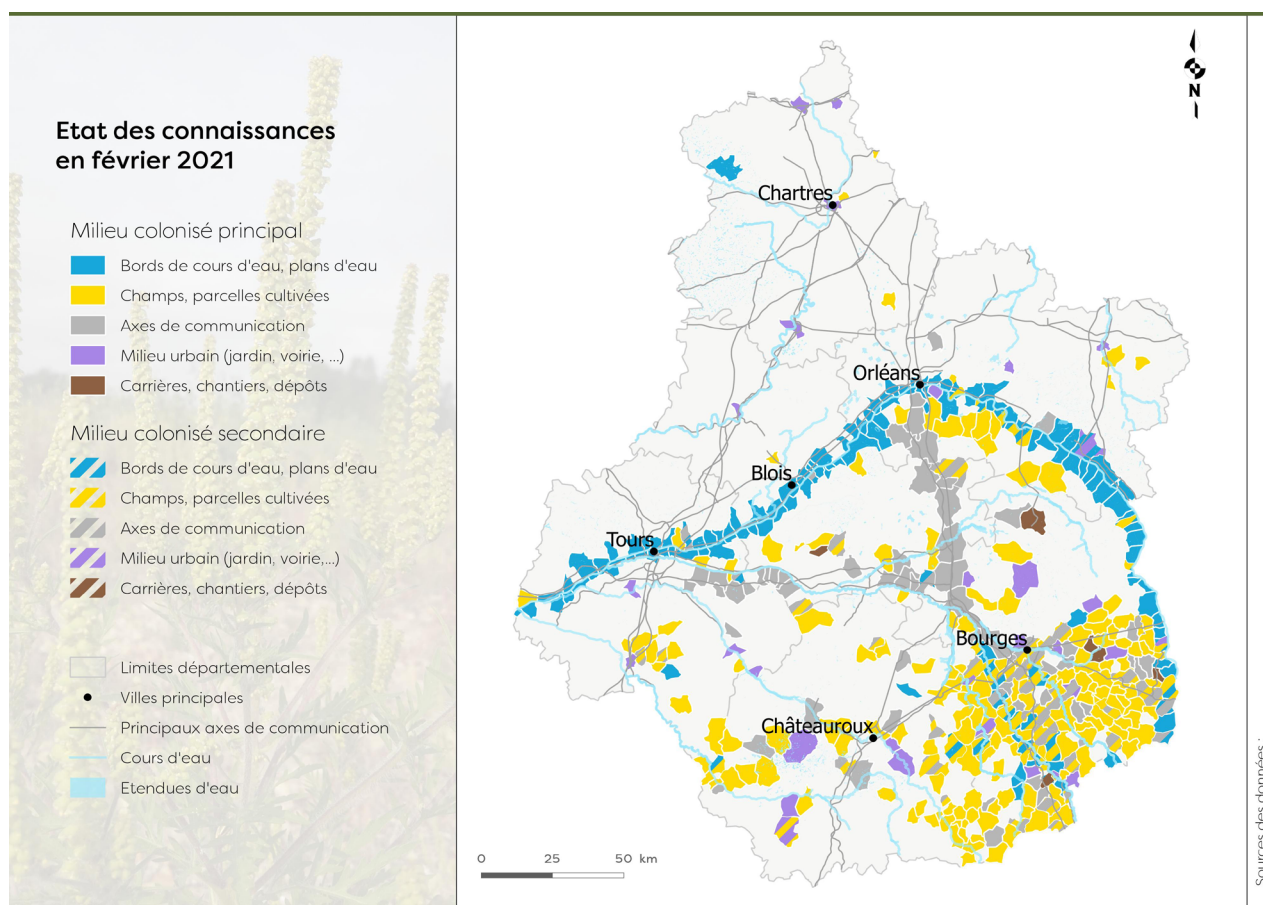 Etat des connaissances
en février 2021
Milieu colonisé principal
Bords de cours d'eau, plans d'eau
Champs, parcelles cultivées
Axes de communication
Milieu urbain (jardin, voirie, ...)
Carrières, chantiers, dépôts
Milieu colonisé secondaire
Bords de cours d'eau, plans d'eau
Champs, parcelles cultivées
Axes de communication
Milieu urbain (jardin, voirie,...)
Carrières, chantiers, dépôts
Limites départementales
Villes principales
Principaux axes de communication
Cours d'eau
Etendues d'eau
N
Chartres
Orléans
Blois
Tours
Bourges
Châteauroux
0 25 50 km
Sources des données :